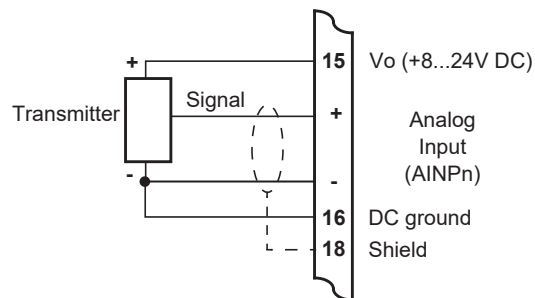 + 15 Vo (+8...24V DC)
Transmitter Signal + Analog
Input
(AINPn)
- -
16 DC ground
18 Shield